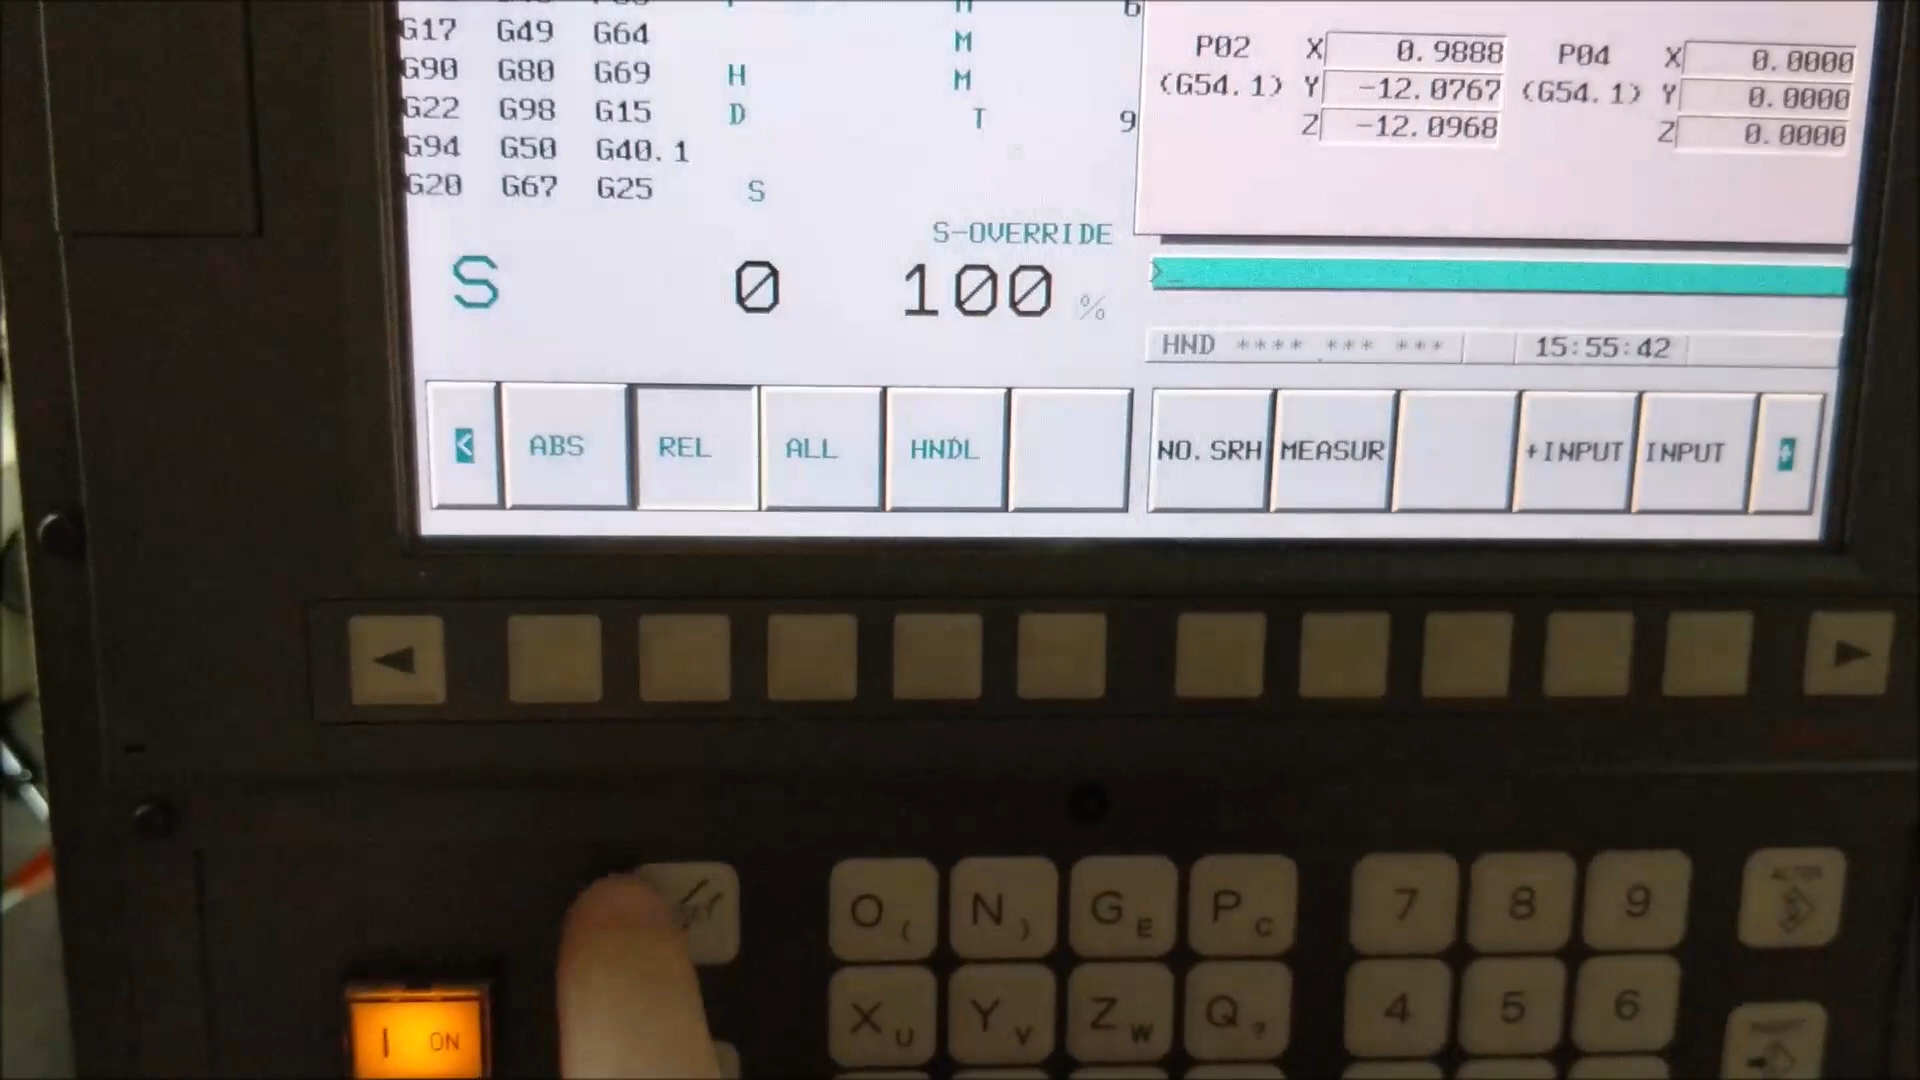 G17 G49 G64 M
G90 G80 G69 H M
G22 G98 G15 D T 9
G94 G50 G40.1
G20 G67 G25 S
S-OVERRIDE
S 0 100 %
P02 X 0.9888 P04 X 0.0000
(G54.1) Y -12.0767 (G54.1) Y 0.0000
Z -12.0968 Z 0.0000
>_
HND **** *** *** 15:55:42
< ABS REL ALL HNDL NO.SRH MEASUR +INPUT INPUT +
O ( N ) G E P C 7 8 9 ALTER
X U Y V Z W Q ? 4 5 6 INSERT
| ON